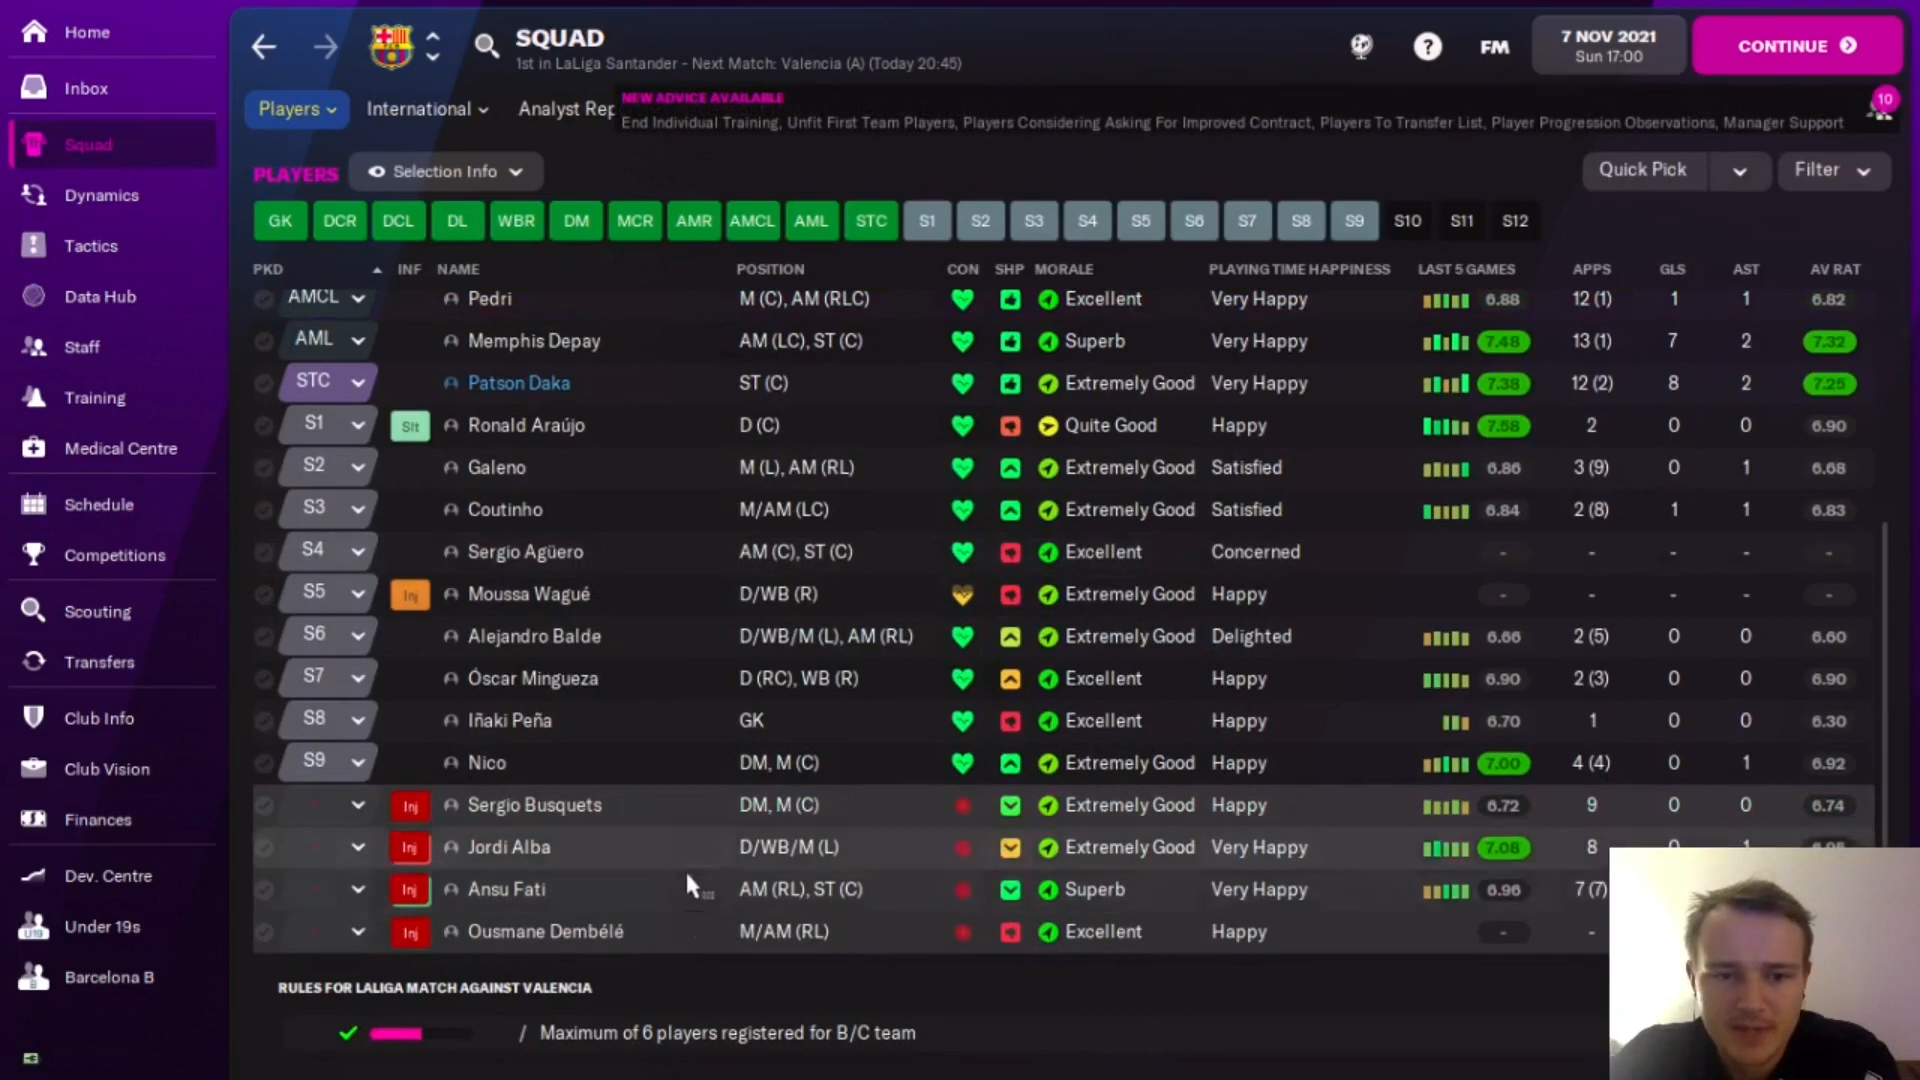 Home
Inbox
Squad
Dynamics
Tactics
Data Hub
Staff
Training
Medical Centre
Schedule
Competitions
Scouting
Transfers
Club Info
Club Vision
Finances
Dev. Centre
Under 19s
Barcelona B
SQUAD
1st in LaLiga Santander - Next Match: Valencia (A) (Today 20:45)
? FM 7 NOV 2021 Sun 17:00 CONTINUE
Players International Analyst Rep
NEW ADVICE AVAILABLE 10
End Individual Training, Unfit First Team Players, Players Considering Asking For Improved Contract, Players To Transfer List, Player Progression Observations, Manager Support
PLAYERS Selection Info Quick Pick Filter
GK DCR DCL DL WBR DM MCR AMR AMCL AML STC S1 S2 S3 S4 S5 S6 S7 S8 S9 S10 S11 S12
PKD INF NAME POSITION CON SHP MORALE PLAYING TIME HAPPINESS LAST 5 GAMES APPS GLS AST AV RAT
AMCL Pedri M (C), AM (RLC) Excellent Very Happy 6.88 12 (1) 1 1 6.82
AML Memphis Depay AM (LC), ST (C) Superb Very Happy 7.48 13 (1) 7 2 7.32
STC Patson Daka ST (C) Extremely Good Very Happy 7.38 12 (2) 8 2 7.25
S1 Slt Ronald Araújo D (C) Quite Good Happy 7.58 2 0 0 6.90
S2 Galeno M (L), AM (RL) Extremely Good Satisfied 6.86 3 (9) 0 1 6.68
S3 Coutinho M/AM (LC) Extremely Good Satisfied 6.84 2 (8) 1 1 6.83
S4 Sergio Agüero AM (C), ST (C) Excellent Concerned - - - - -
S5 Inj Moussa Wagué D/WB (R) Extremely Good Happy - - - - -
S6 Alejandro Balde D/WB/M (L), AM (RL) Extremely Good Delighted 6.66 2 (5) 0 0 6.60
S7 Óscar Mingueza D (RC), WB (R) Excellent Happy 6.90 2 (3) 0 0 6.90
S8 Iñaki Peña GK Excellent Happy 6.70 1 0 0 6.30
S9 Nico DM, M (C) Extremely Good Happy 7.00 4 (4) 0 1 6.92
Inj Sergio Busquets DM, M (C) Extremely Good Happy 6.72 9 0 0 6.74
Inj Jordi Alba D/WB/M (L) Extremely Good Very Happy 7.08 8
Inj Ansu Fati AM (RL), ST (C) Superb Very Happy 6.96 7 (7)
Inj Ousmane Dembélé M/AM (RL) Excellent Happy - -
RULES FOR LALIGA MATCH AGAINST VALENCIA
/ Maximum of 6 players registered for B/C team